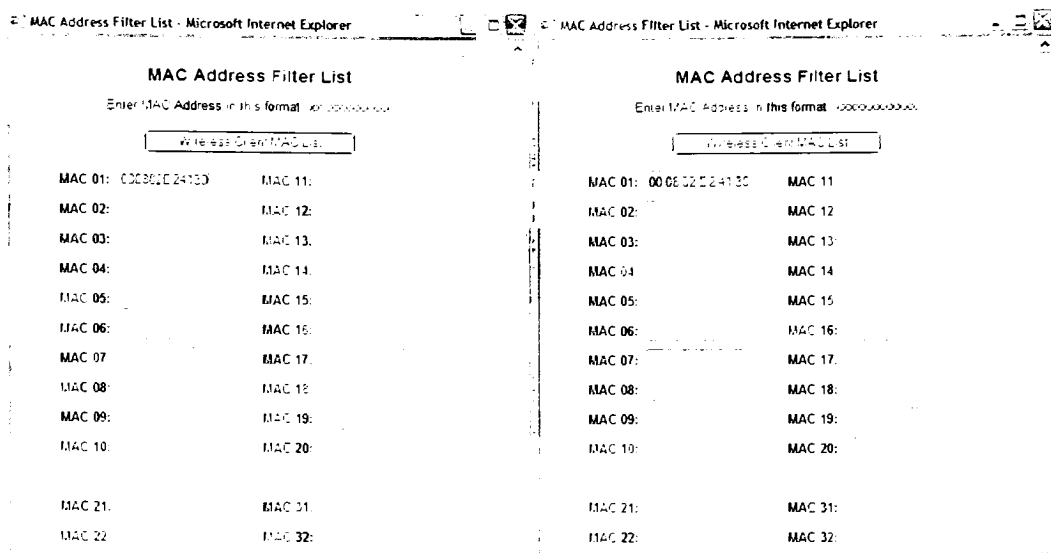 MAC Address Filter List - Microsoft Internet Explorer
MAC Address Filter List
Enter MAC Address in this format
Wireless Client MAC List
MAC 01: MAC 11:
MAC 02: MAC 12:
MAC 03: MAC 13:
MAC 04: MAC 14:
MAC 05: MAC 15:
MAC 06: MAC 16:
MAC 07 MAC 17:
MAC 08: MAC 18
MAC 09: MAC 19:
MAC 10: MAC 20:
MAC 21: MAC 31:
MAC 22 MAC 32:
MAC Address Filter List - Microsoft Internet Explorer
MAC Address Filter List
Enter MAC Address in this format
Wireless Client MAC List
MAC 01: MAC 11
MAC 02: MAC 12
MAC 03: MAC 13:
MAC 04 MAC 14
MAC 05: MAC 15
MAC 06: MAC 16:
MAC 07: MAC 17.
MAC 08: MAC 18:
MAC 09: MAC 19:
MAC 10: MAC 20:
MAC 21: MAC 31:
MAC 22: MAC 32: